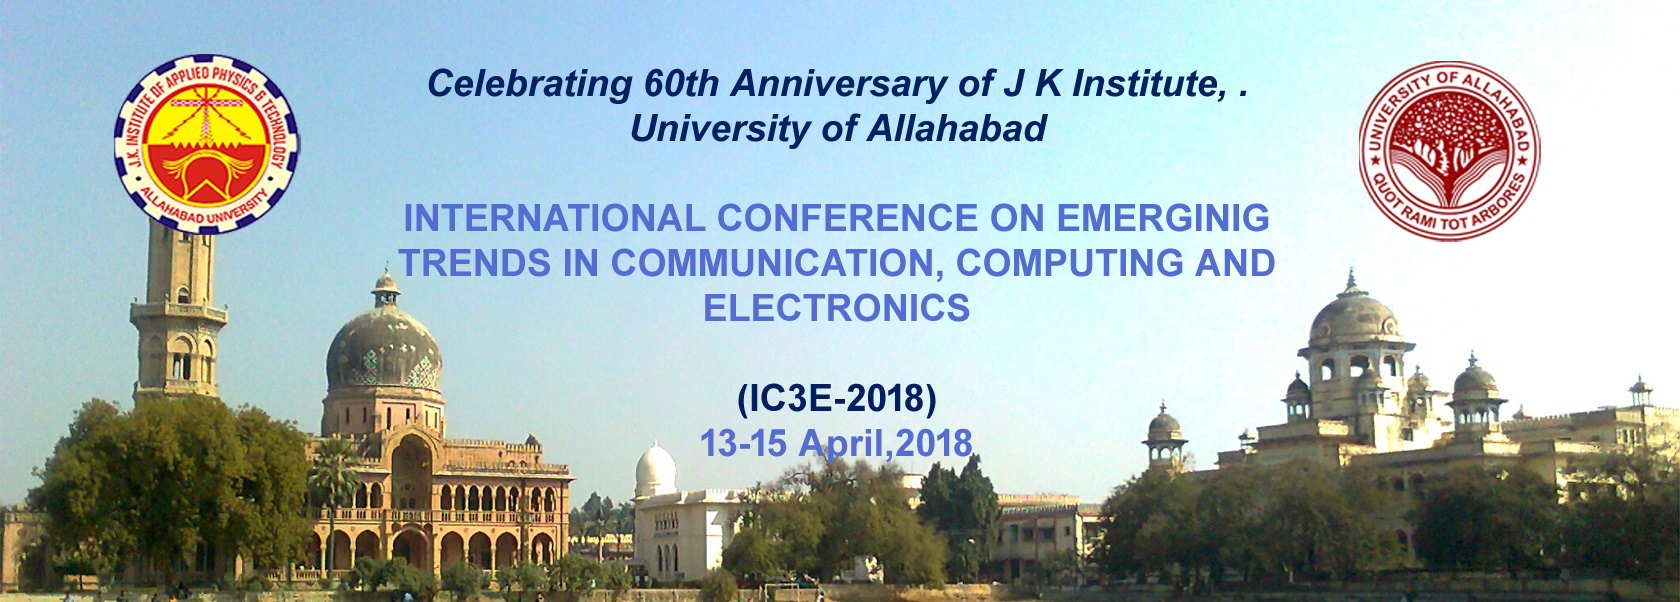 J.K. INSTITUTE OF APPLIED PHYSICS & TECHNOLOGY
ALLAHABAD UNIVERSITY
Celebrating 60th Anniversary of J K Institute, .
University of Allahabad
UNIVERSITY OF ALLAHABAD
QUOT RAMI TOT ARBORES
INTERNATIONAL CONFERENCE ON EMERGINIG
TRENDS IN COMMUNICATION, COMPUTING AND
ELECTRONICS
(IC3E-2018)
13-15 April,2018